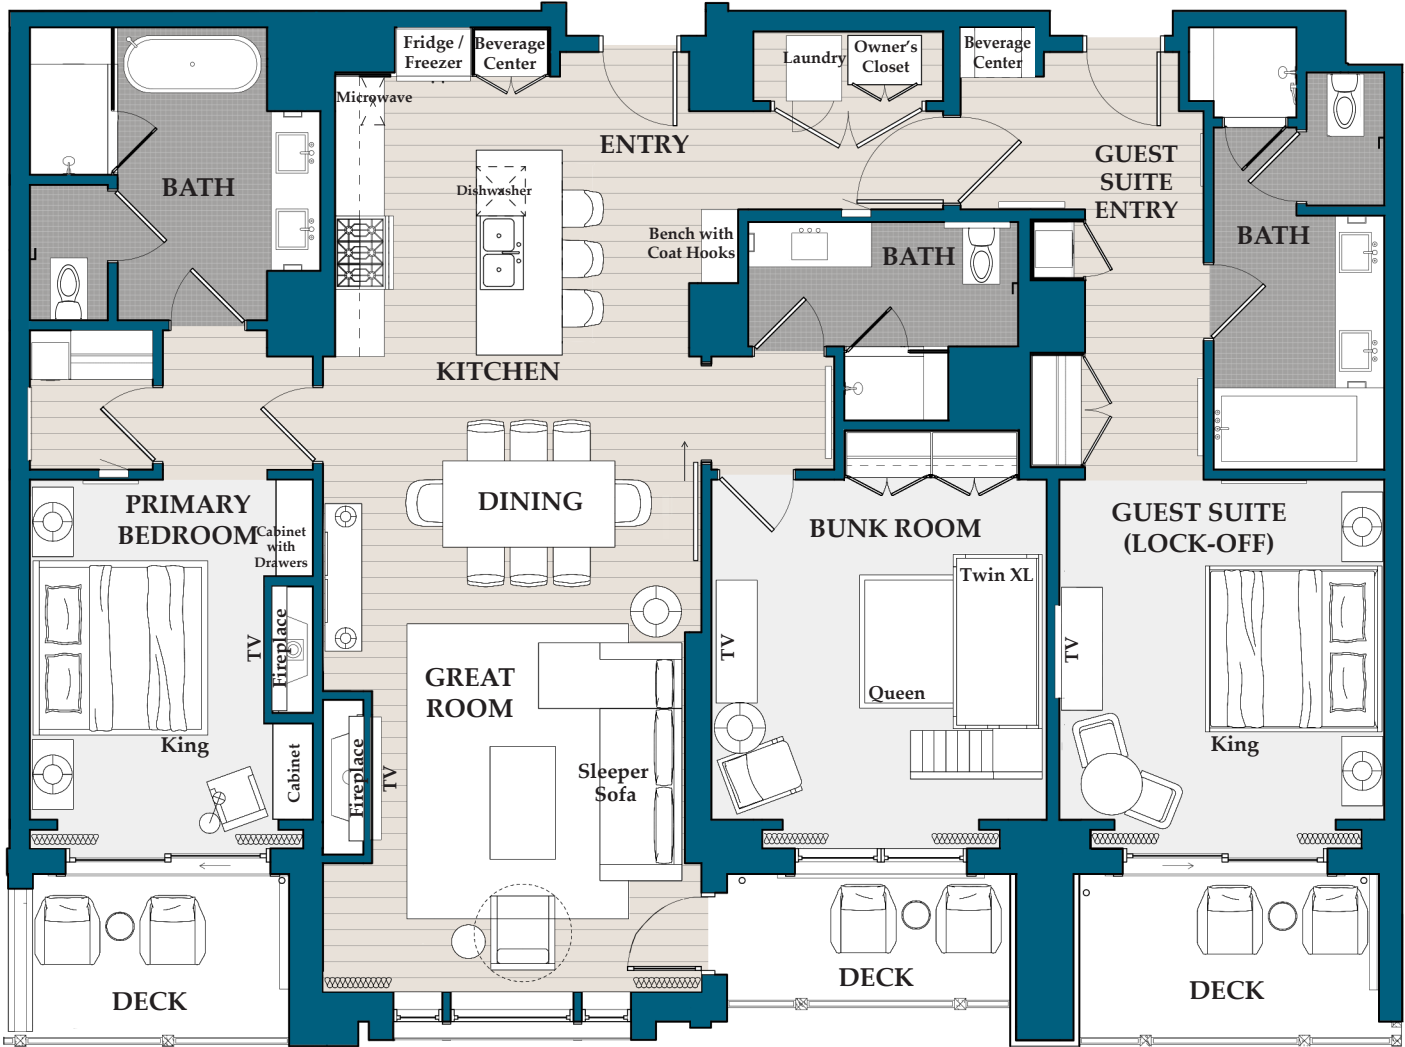 Fridge /
Freezer
Beverage
Center
Laundry
Owner's
Closet
Beverage
Center
Microwave
ENTRY
GUEST
SUITE
ENTRY
BATH
Dishwasher
Bench with
Coat Hooks
BATH
BATH
KITCHEN
PRIMARY
BEDROOM
Cabinet
with
Drawers
DINING
BUNK ROOM
GUEST SUITE
(LOCK-OFF)
Twin XL
TV
Fireplace
GREAT
ROOM
TV
TV
Queen
King
King
Cabinet
Fireplace
TV
Sleeper
Sofa
DECK
DECK
DECK